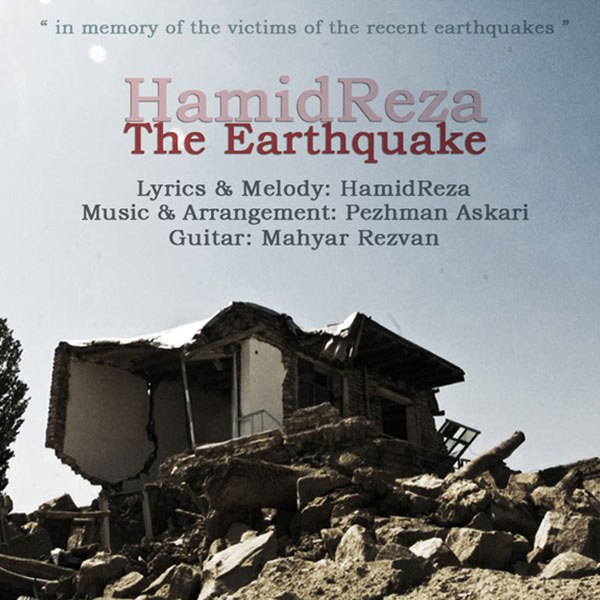 “ in memory of the victims of the recent earthquakes ”
HamidReza
The Earthquake
Lyrics & Melody: HamidReza
Music & Arrangement: Pezhman Askari
Guitar: Mahyar Rezvan